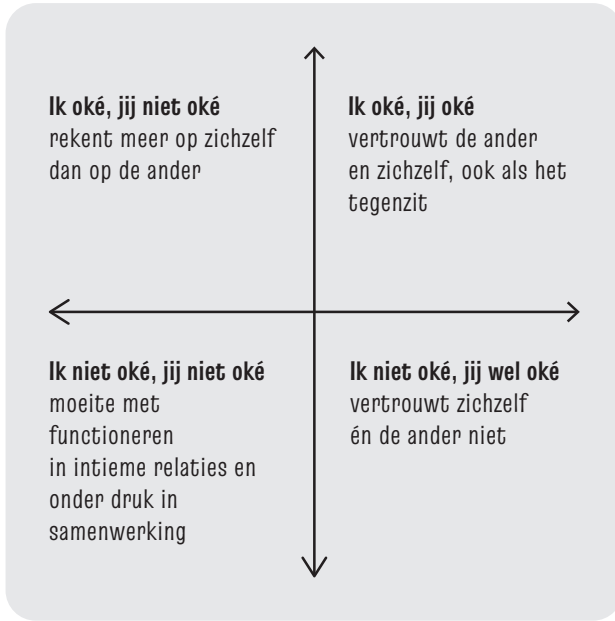 Ik oké, jij niet oké
rekent meer op zichzelf
dan op de ander
Ik oké, jij oké
vertrouwt de ander
en zichzelf, ook als het
tegenzit
Ik niet oké, jij niet oké
moeite met
functioneren
in intieme relaties en
onder druk in
samenwerking
Ik niet oké, jij wel oké
vertrouwt zichzelf
én de ander niet